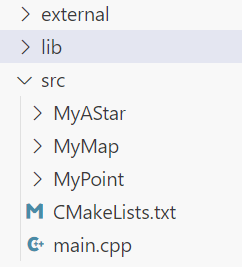 external
lib
src
MyAStar
MyMap
MyPoint
CMakeLists.txt
main.cpp